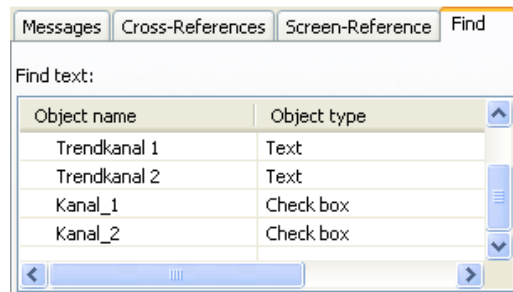 Messages Cross-References Screen-Reference Find
Find text:
Object name Object type
Trendkanal 1 Text
Trendkanal 2 Text
Kanal_1 Check box
Kanal_2 Check box